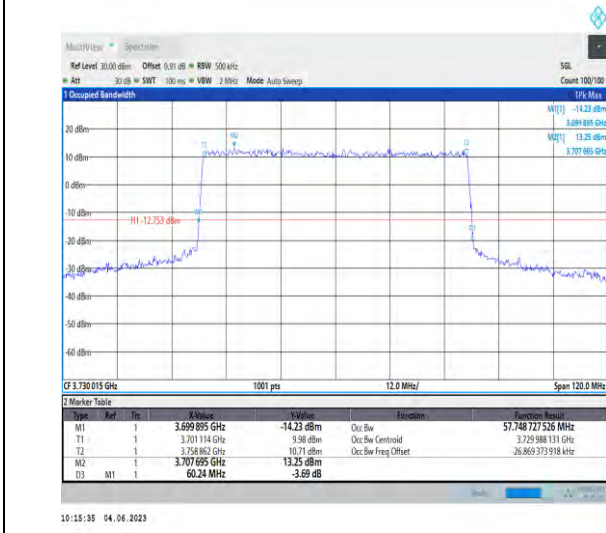 MultiView Spectrum
Ref Level 30.00 dBm Offset 9.91 dB RBW 500 kHz SGL
Att 30 dB SWT 100 ms VBW 2 MHz Mode Auto Sweep Count 100/100
1 Occupied Bandwidth 1Pk Max
M1[1] -14.23 dBm
3.699 895 GHz
M2[1] 13.25 dBm
3.707 695 GHz
20 dBm
10 dBm
0 dBm
-10 dBm
H1 -12.753 dBm
-20 dBm
-30 dBm
-40 dBm
-50 dBm
-60 dBm
T1
M2
T2
M1
D3
CF 3.730 015 GHz 1001 pts 12.0 MHz/ Span 120.0 MHz
2 Marker Table
Type Ref Trc X-Value Y-Value Function Function Result
M1 1 3.699 895 GHz -14.23 dBm Occ Bw 57.748 727 526 MHz
T1 1 3.701 114 GHz 9.98 dBm Occ Bw Centroid 3.729 988 131 GHz
T2 1 3.758 862 GHz 10.71 dBm Occ Bw Freq Offset -26.869 373 918 kHz
M2 1 3.707 695 GHz 13.25 dBm
D3 M1 1 60.24 MHz -3.69 dB
10:15:35 04.06.2023